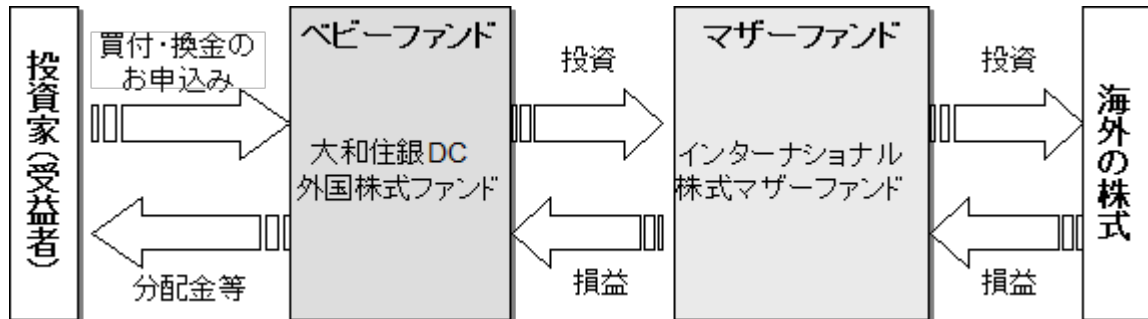 投資家（受益者）
買付・換金の
お申込み
分配金等
ベビーファンド
大和住銀DC
外国株式ファンド
投資
損益
マザーファンド
インターナショナル
株式マザーファンド
投資
損益
海外の株式